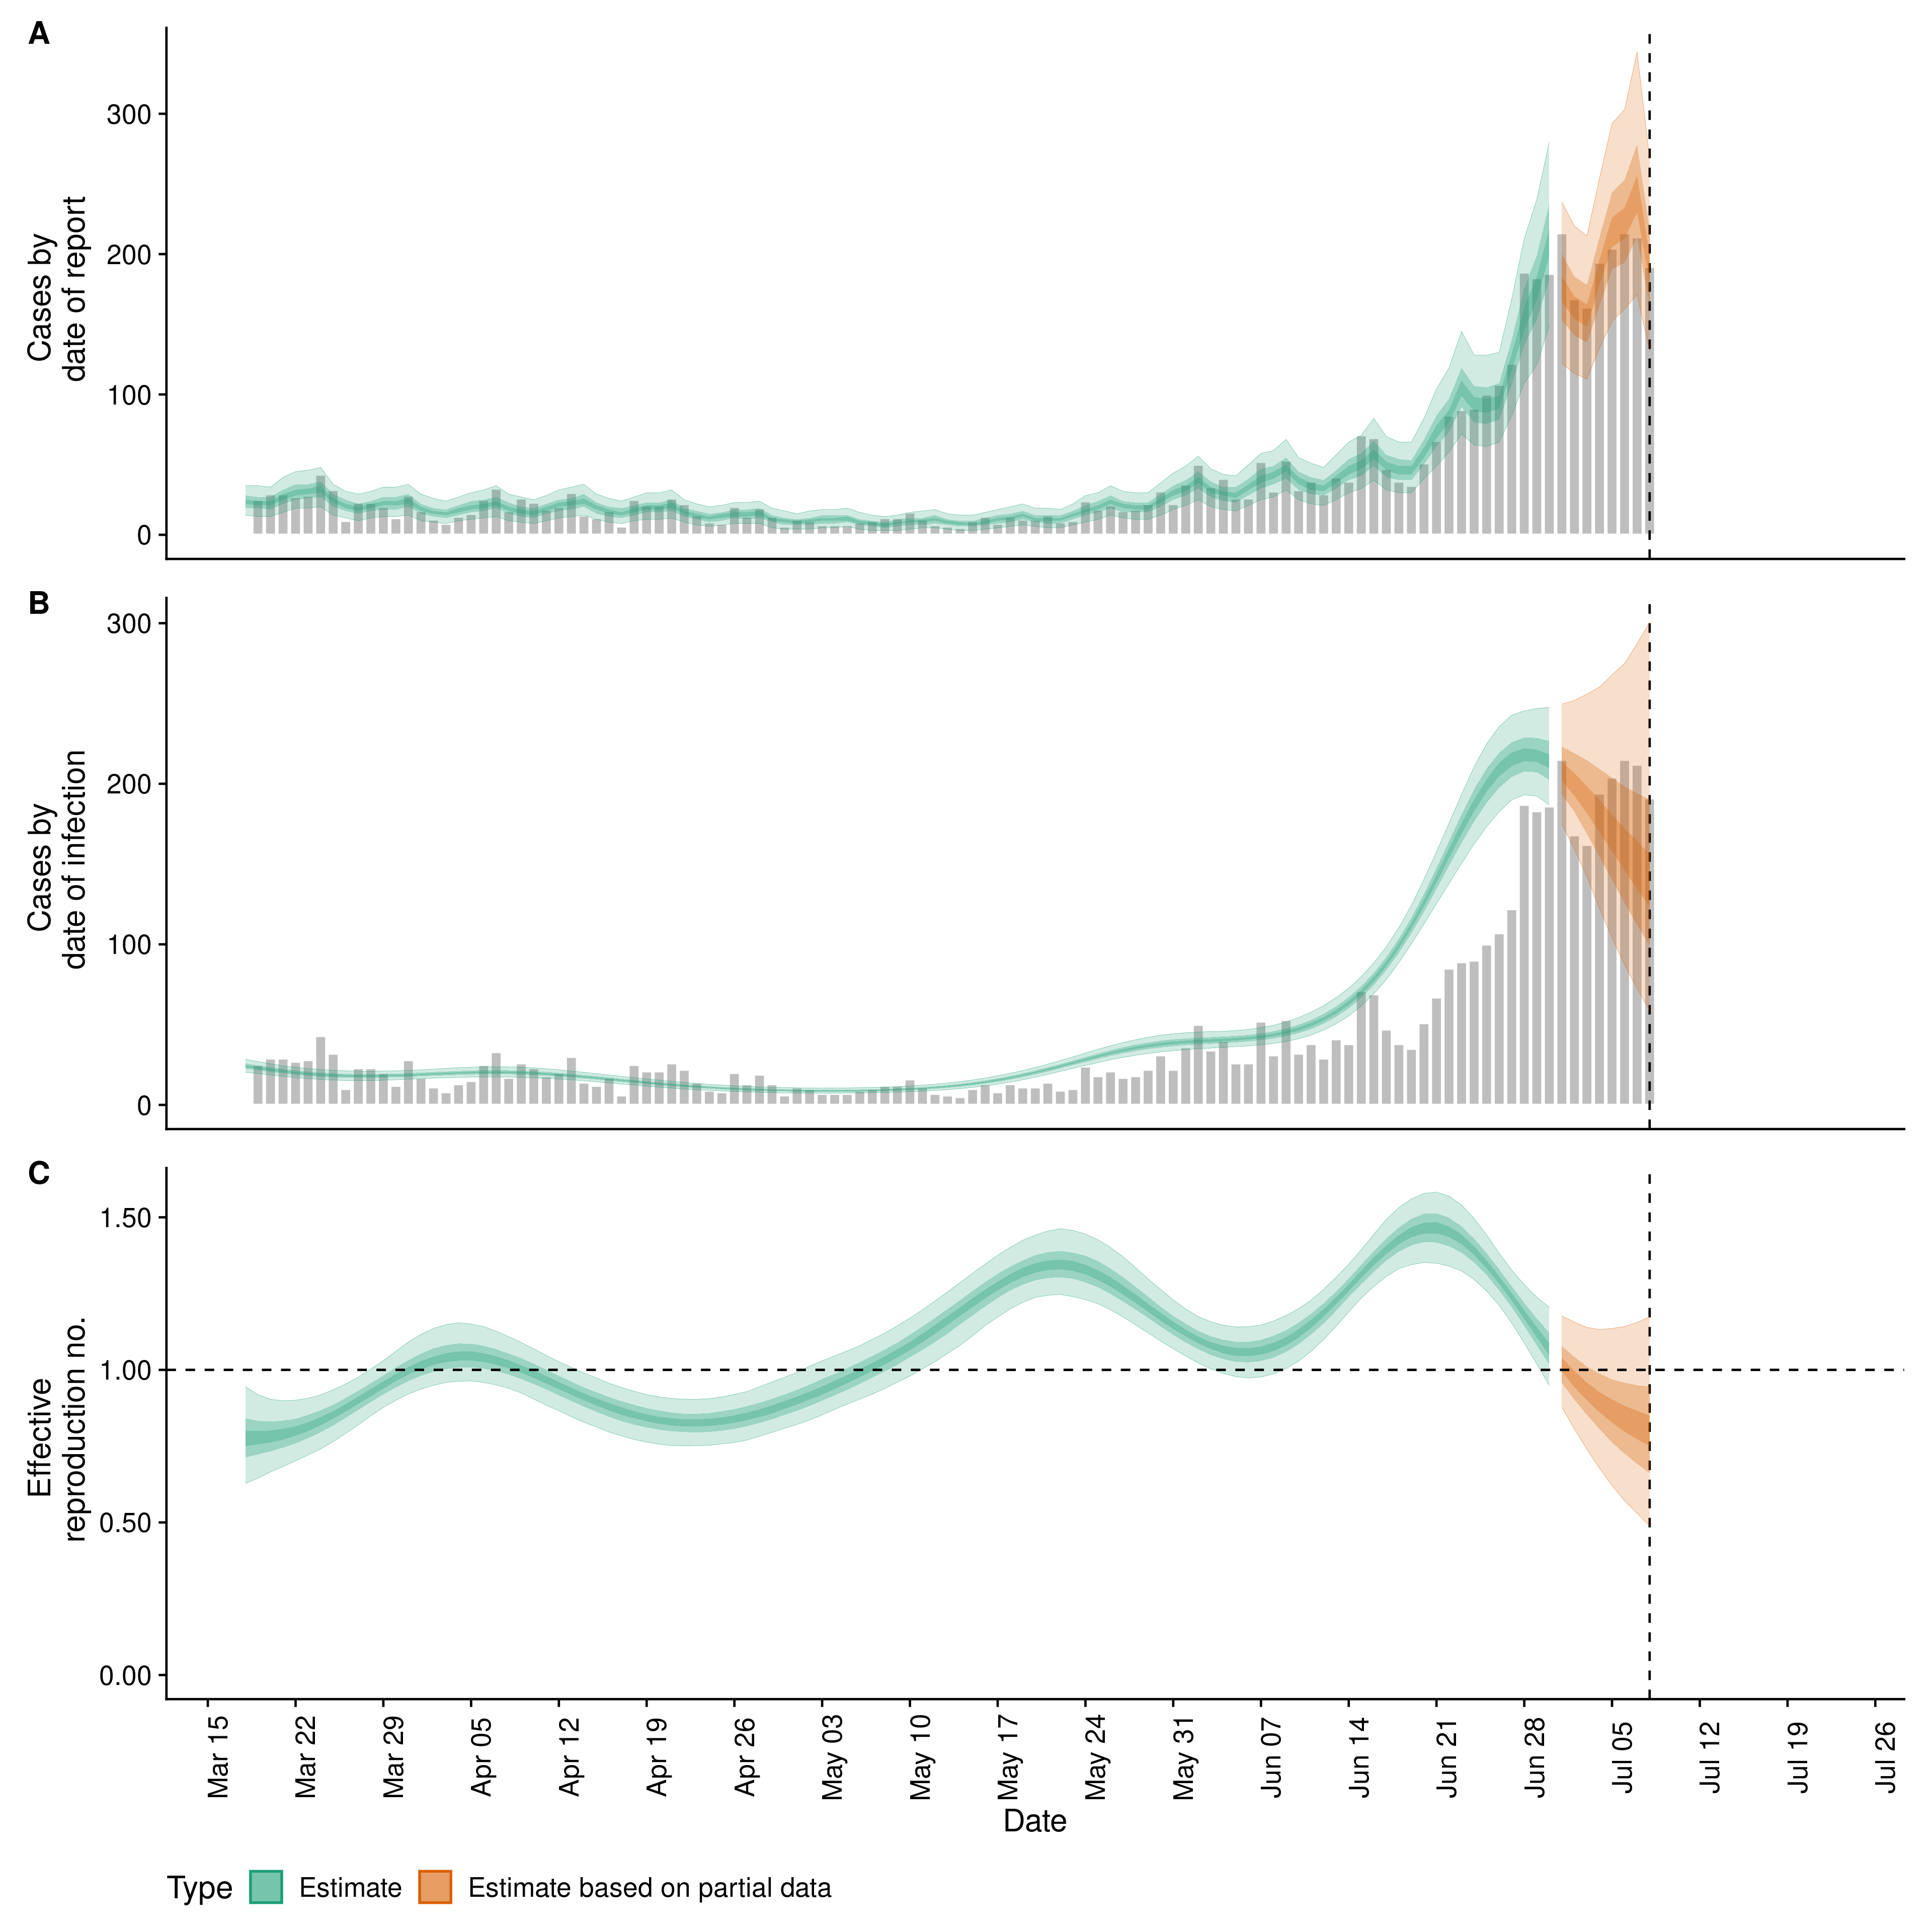 A
Cases by
date of report
300
200
100
0
B
Cases by
date of infection
300
200
100
0
C
Effective
reproduction no.
1.50
1.00
0.50
0.00
Mar 15
Mar 22
Mar 29
Apr 05
Apr 12
Apr 19
Apr 26
May 03
May 10
May 17
May 24
May 31
Jun 07
Jun 14
Jun 21
Jun 28
Jul 05
Jul 12
Jul 19
Jul 26
Date
Type Estimate Estimate based on partial data